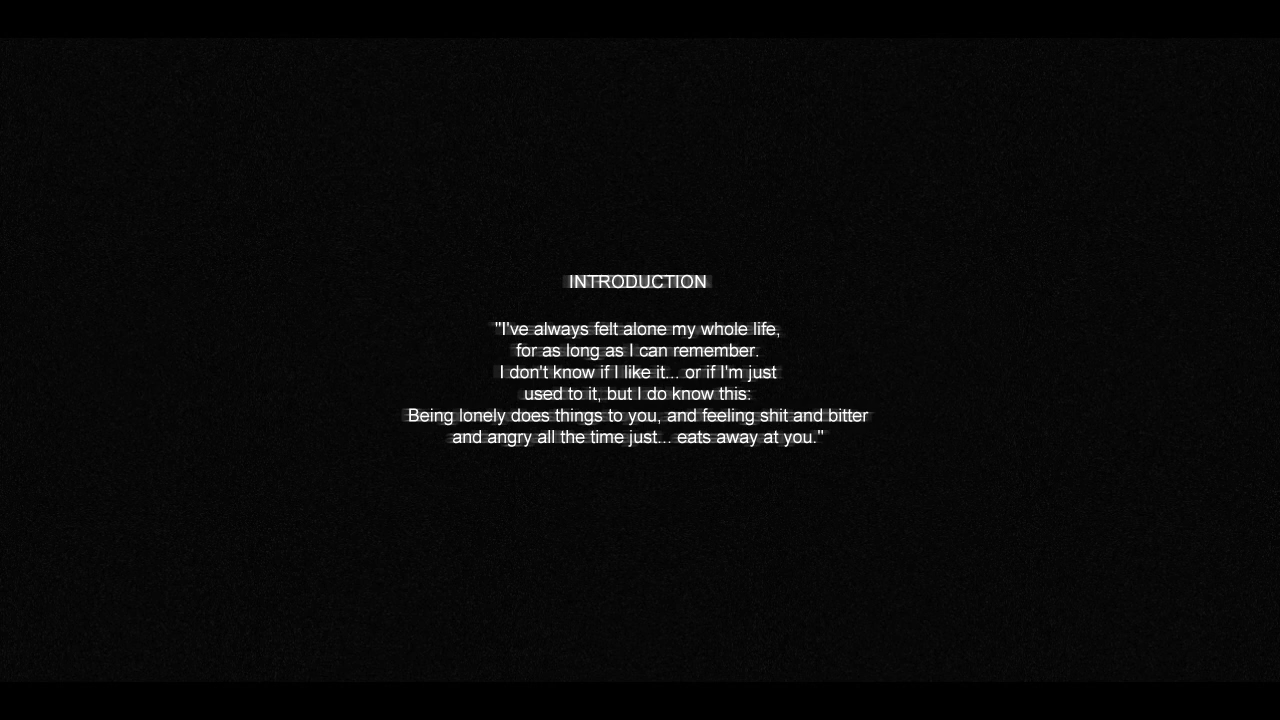 INTRODUCTION
"I've always felt alone my whole life,
for as long as I can remember.
I don't know if I like it... or if I'm just
used to it, but I do know this:
Being lonely does things to you, and feeling shit and bitter
and angry all the time just... eats away at you."